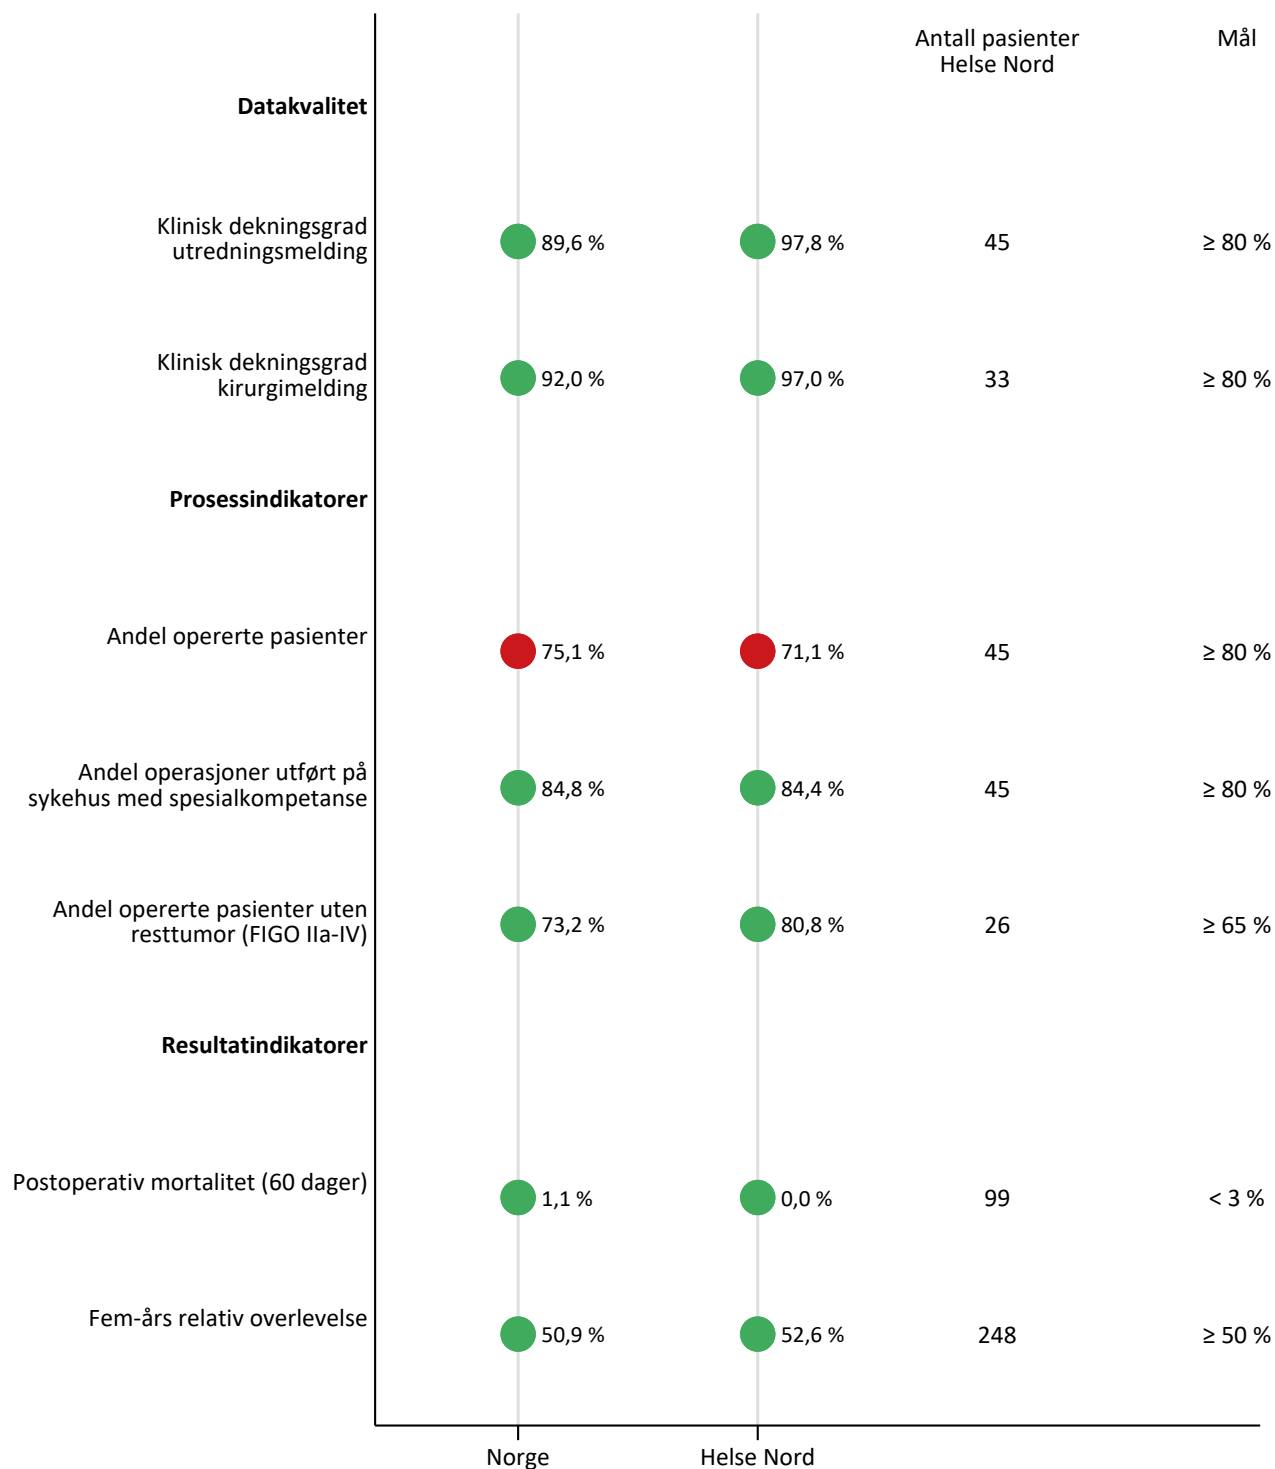 Antall pasienter
Helse Nord
Mål
Datakvalitet
Klinisk dekningsgrad
utredningsmelding
89,6 %
97,8 %
45
≥ 80 %
Klinisk dekningsgrad
kirurgimelding
92,0 %
97,0 %
33
≥ 80 %
Prosessindikatorer
Andel opererte pasienter
75,1 %
71,1 %
45
≥ 80 %
Andel operasjoner utført på
sykehus med spesialkompetanse
84,8 %
84,4 %
45
≥ 80 %
Andel opererte pasienter uten
resttumor (FIGO IIa-IV)
73,2 %
80,8 %
26
≥ 65 %
Resultatindikatorer
Postoperativ mortalitet (60 dager)
1,1 %
0,0 %
99
< 3 %
Fem-års relativ overlevelse
50,9 %
52,6 %
248
≥ 50 %
Norge
Helse Nord